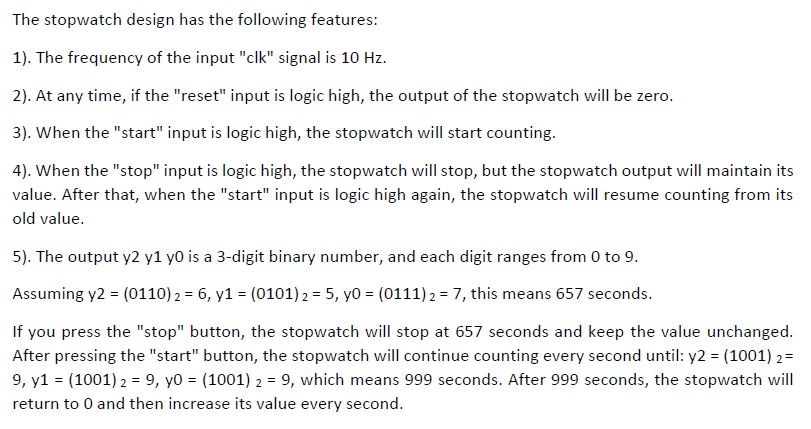 The stopwatch design has the following features:
1). The frequency of the input "clk" signal is 10 Hz.
2). At any time, if the "reset" input is logic high, the output of the stopwatch will be zero.
3). When the "start" input is logic high, the stopwatch will start counting.
4). When the "stop" input is logic high, the stopwatch will stop, but the stopwatch output will maintain its
value. After that, when the "start" input is logic high again, the stopwatch will resume counting from its
old value.
5). The output y2 y1 y0 is a 3-digit binary number, and each digit ranges from 0 to 9.
Assuming y2 = (0110) 2 = 6, y1 = (0101) 2 = 5, y0 = (0111) 2 = 7, this means 657 seconds.
If you press the "stop" button, the stopwatch will stop at 657 seconds and keep the value unchanged.
After pressing the "start" button, the stopwatch will continue counting every second until: y2 = (1001) 2 =
9, y1 = (1001) 2 = 9, y0 = (1001) 2 = 9, which means 999 seconds. After 999 seconds, the stopwatch will
return to 0 and then increase its value every second.